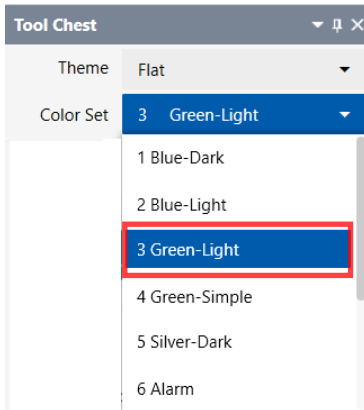 Tool Chest
Theme Flat
Color Set 3 Green-Light
1 Blue-Dark
2 Blue-Light
3 Green-Light
4 Green-Simple
5 Silver-Dark
6 Alarm